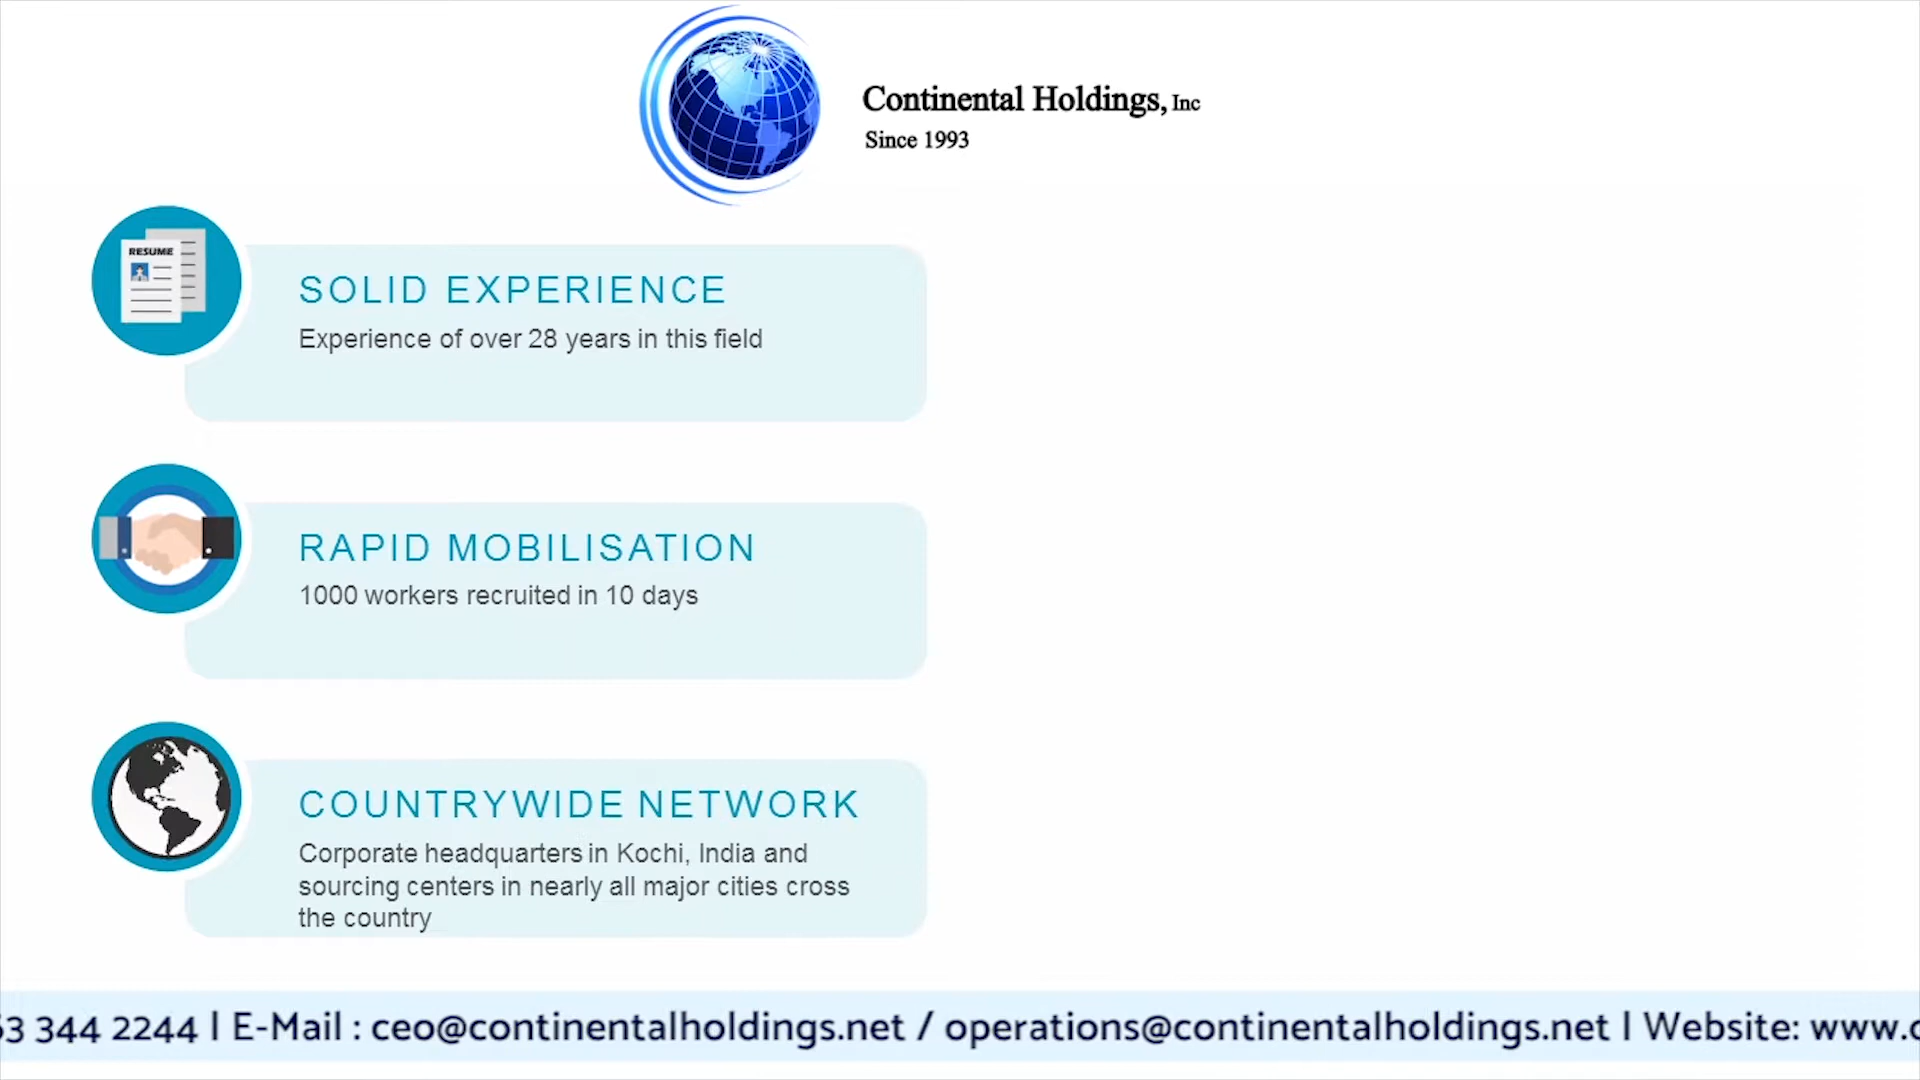 Continental Holdings, Inc
Since 1993
RESUME
SOLID EXPERIENCE
Experience of over 28 years in this field
RAPID MOBILISATION
1000 workers recruited in 10 days
COUNTRYWIDE NETWORK
Corporate headquarters in Kochi, India and
sourcing centers in nearly all major cities cross
the country
3 344 2244 | E-Mail : ceo@continentalholdings.net / operations@continentalholdings.net | Website: www.